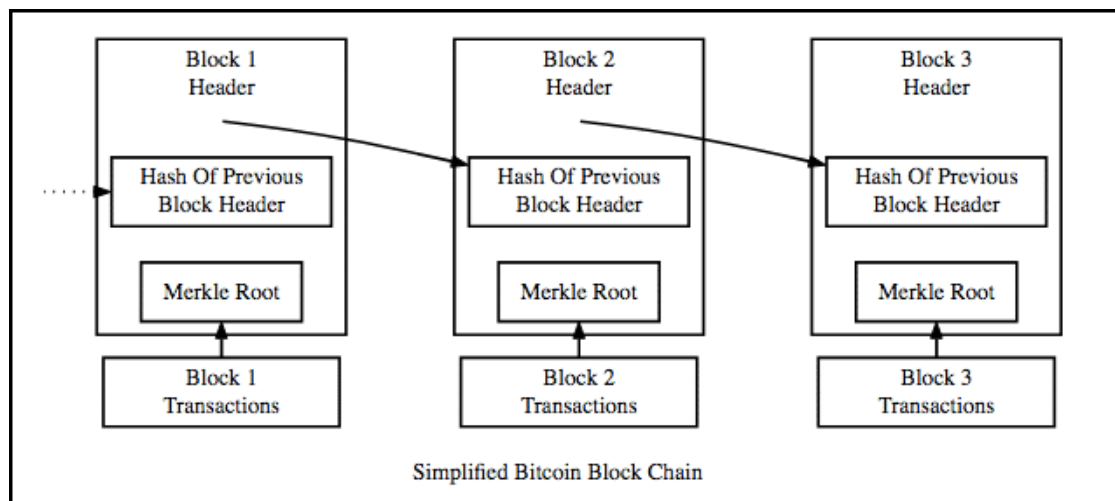 Block 1
Header
Hash Of Previous
Block Header
Merkle Root
Block 1
Transactions
Block 2
Header
Hash Of Previous
Block Header
Merkle Root
Block 2
Transactions
Block 3
Header
Hash Of Previous
Block Header
Merkle Root
Block 3
Transactions
Simplified Bitcoin Block Chain